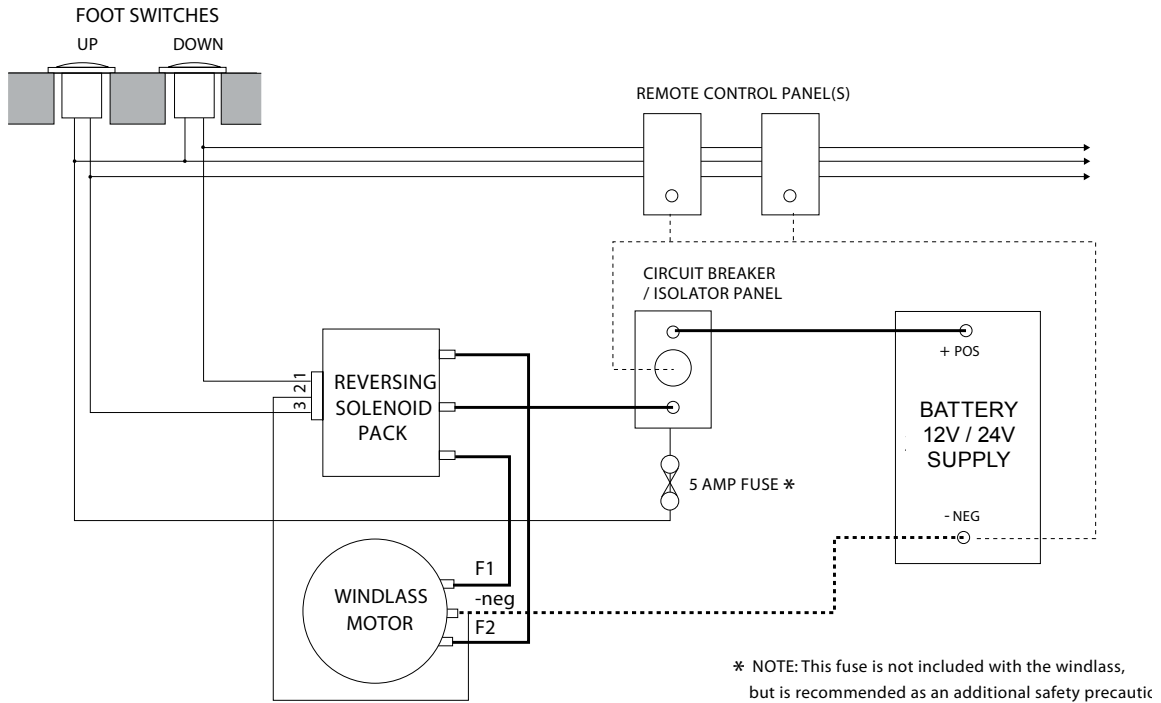 FOOT SWITCHES
UP
DOWN
REMOTE CONTROL PANEL(S)
CIRCUIT BREAKER
/ ISOLATOR PANEL
+ POS
1
2
3
REVERSING
SOLENOID
PACK
BATTERY
12V / 24V
SUPPLY
5 AMP FUSE *
- NEG
F1
-neg
F2
WINDLASS
MOTOR
* NOTE: This fuse is not included with the windlass,
but is recommended as an additional safety